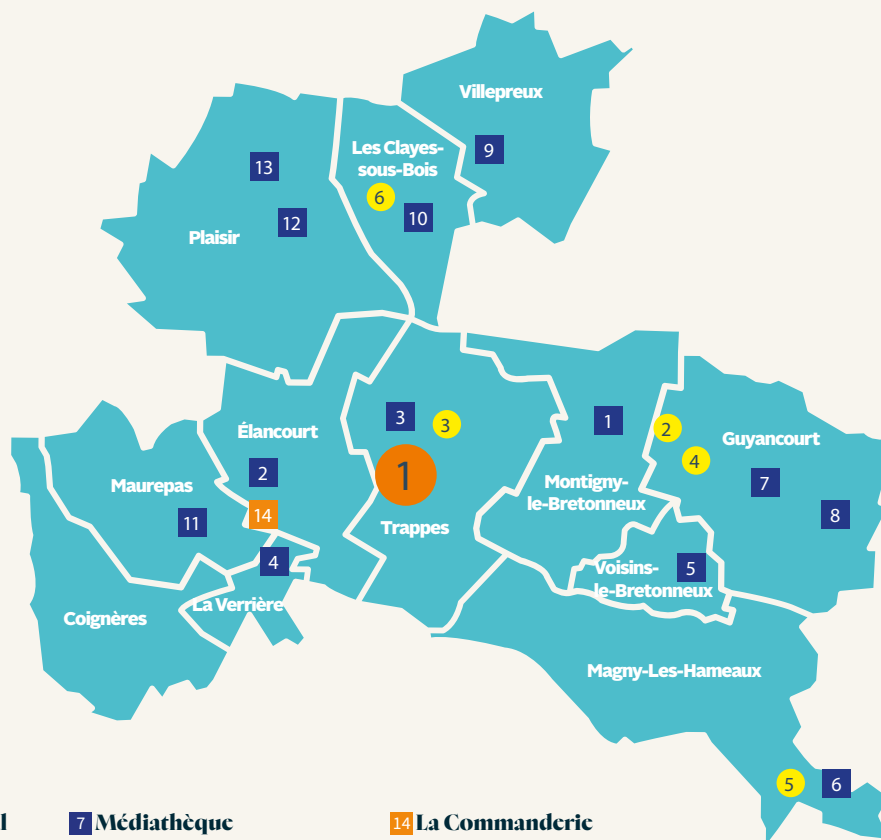 Villepreux
9
Les Clayes-
sous-Bois
6
10
13
12
Plaisir
3
3
1
Trappes
1
Montigny-
le-Bretonneux
2
4
Guyancourt
7
8
Élancourt
2
14
Maurepas
11
4
La Verrière
Coignères
Voisins-
le-Bretonneux
5
Magny-Les-Hameaux
5
6
l
7 Médiathèque
14 La Commanderie